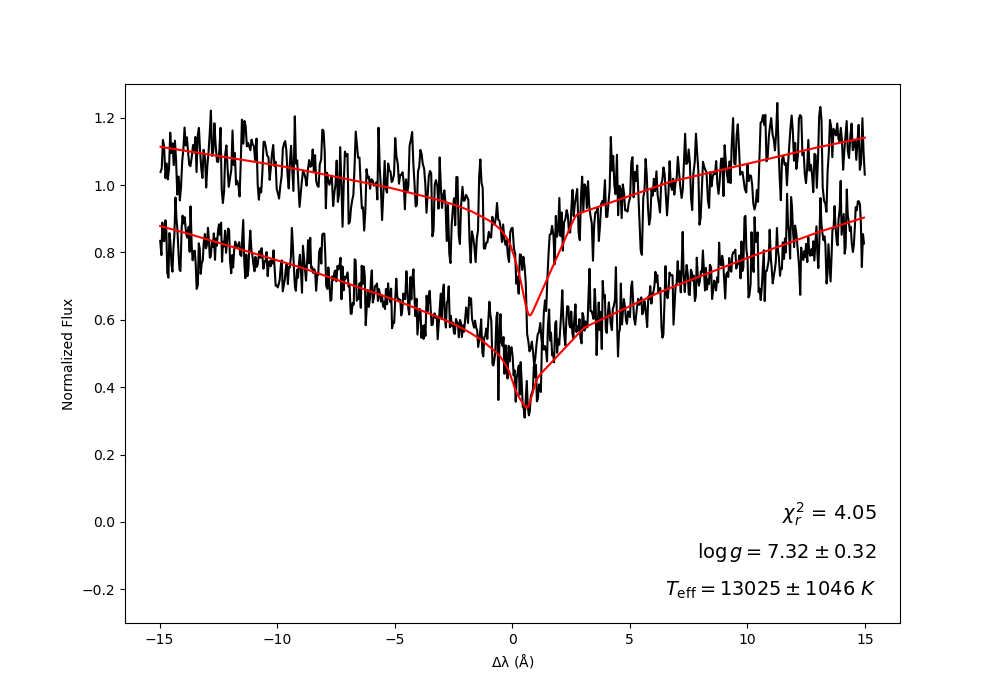 1.2
1.0
0.8
0.6
0.4
0.2
0.0
−0.2
Normalized Flux
χ²ᵣ = 4.05
log g = 7.32 ± 0.32
T_eff = 13025 ± 1046 K
−15 −10 −5 0 5 10 15
Δλ (Å)